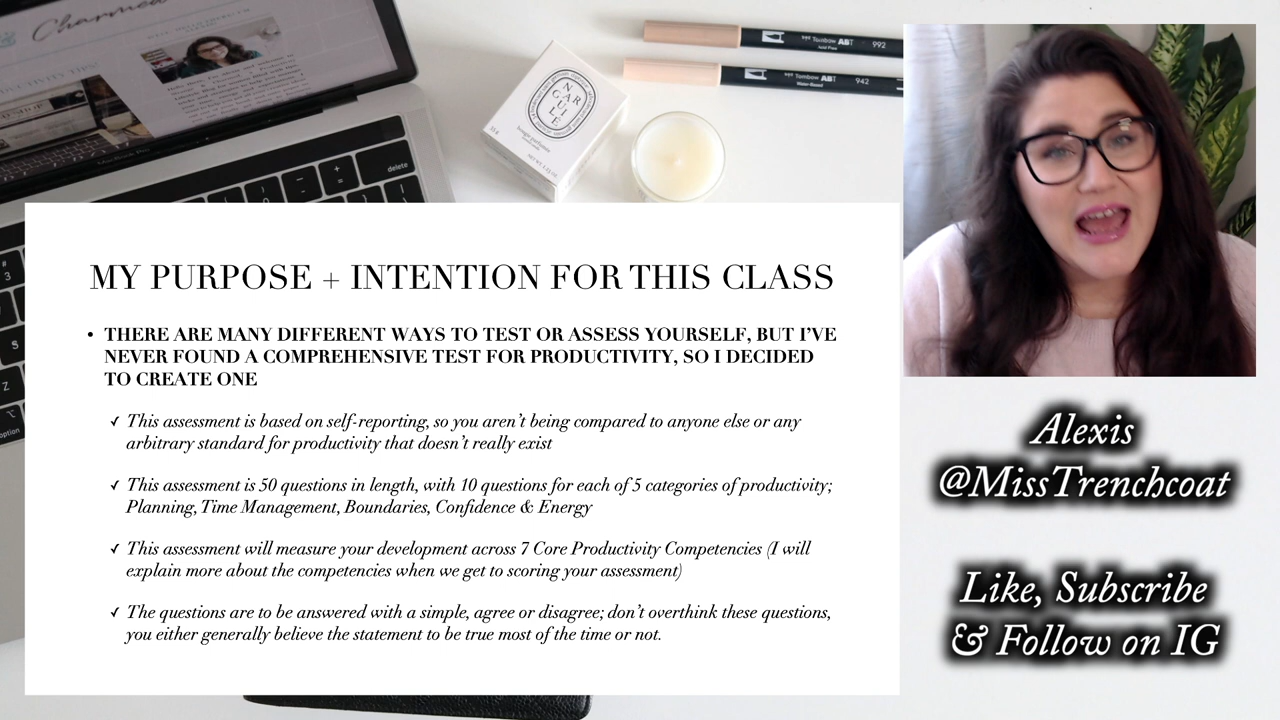 Charmed
PRODUCTIVITY TIPS!
MacBook Pro
delete
option
Tombow ABT
992
Tombow ABT
942
NARGUILE
MY PURPOSE + INTENTION FOR THIS CLASS
• THERE ARE MANY DIFFERENT WAYS TO TEST OR ASSESS YOURSELF, BUT I’VE
NEVER FOUND A COMPREHENSIVE TEST FOR PRODUCTIVITY, SO I DECIDED
TO CREATE ONE
✓ This assessment is based on self-reporting, so you aren’t being compared to anyone else or any
arbitrary standard for productivity that doesn’t really exist
✓ This assessment is 50 questions in length, with 10 questions for each of 5 categories of productivity;
Planning, Time Management, Boundaries, Confidence & Energy
✓ This assessment will measure your development across 7 Core Productivity Competencies (I will
explain more about the competencies when we get to scoring your assessment)
✓ The questions are to be answered with a simple, agree or disagree; don’t overthink these questions,
you either generally believe the statement to be true most of the time or not.
Alexis
@MissTrenchcoat
Like, Subscribe
& Follow on IG